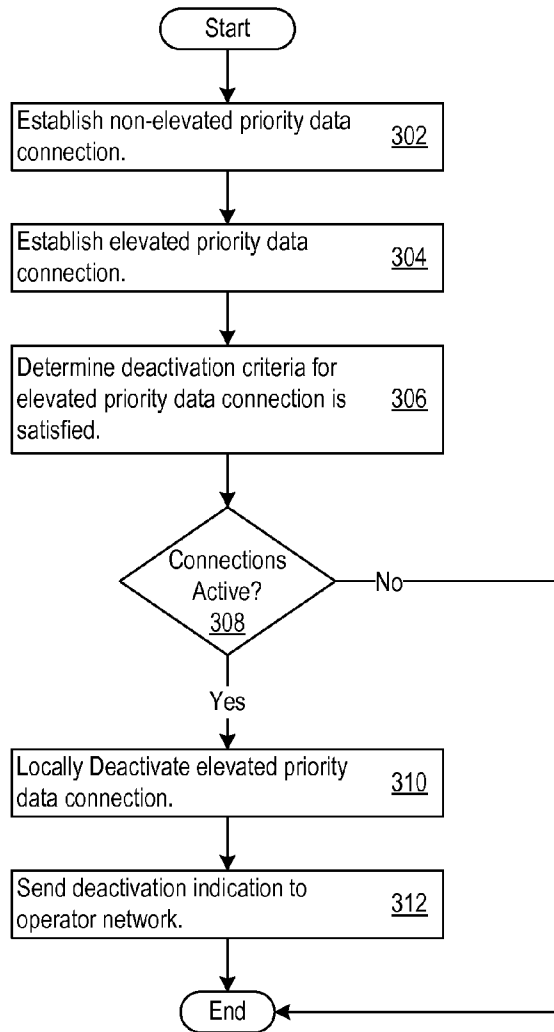 Start
Establish non-elevated priority data
connection.
302
Establish elevated priority data
connection.
304
Determine deactivation criteria for
elevated priority data connection is
satisfied.
306
Connections
Active?
308
No
Yes
Locally Deactivate elevated priority
data connection.
310
Send deactivation indication to
operator network.
312
End